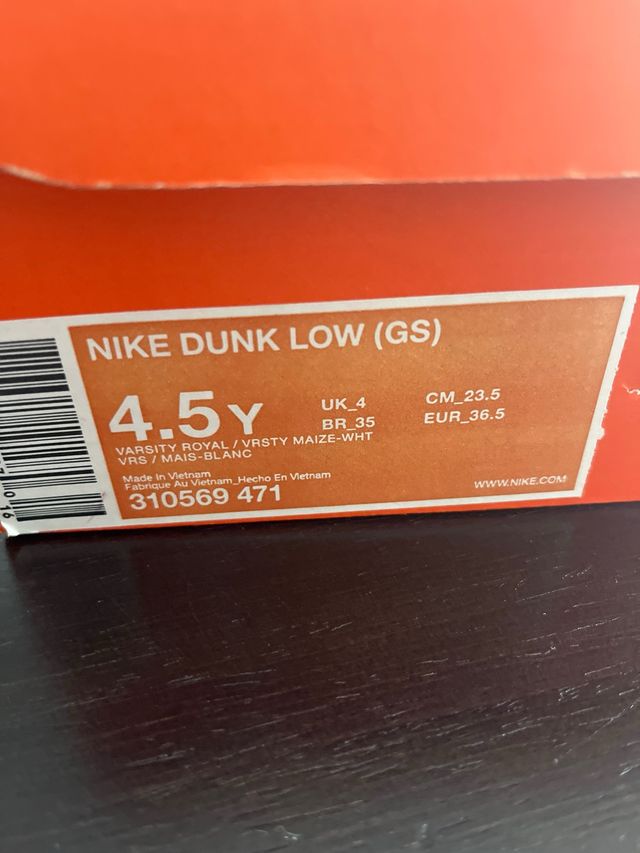 NIKE DUNK LOW (GS)
4.5Y
UK_4 CM_23.5
BR_35 EUR_36.5
VARSITY ROYAL / VRSTY MAIZE-WHT
VRS / MAIS-BLANC
Made In Vietnam
Fabrique Au Vietnam_Hecho En Vietnam
310569 471
WWW.NIKE.COM